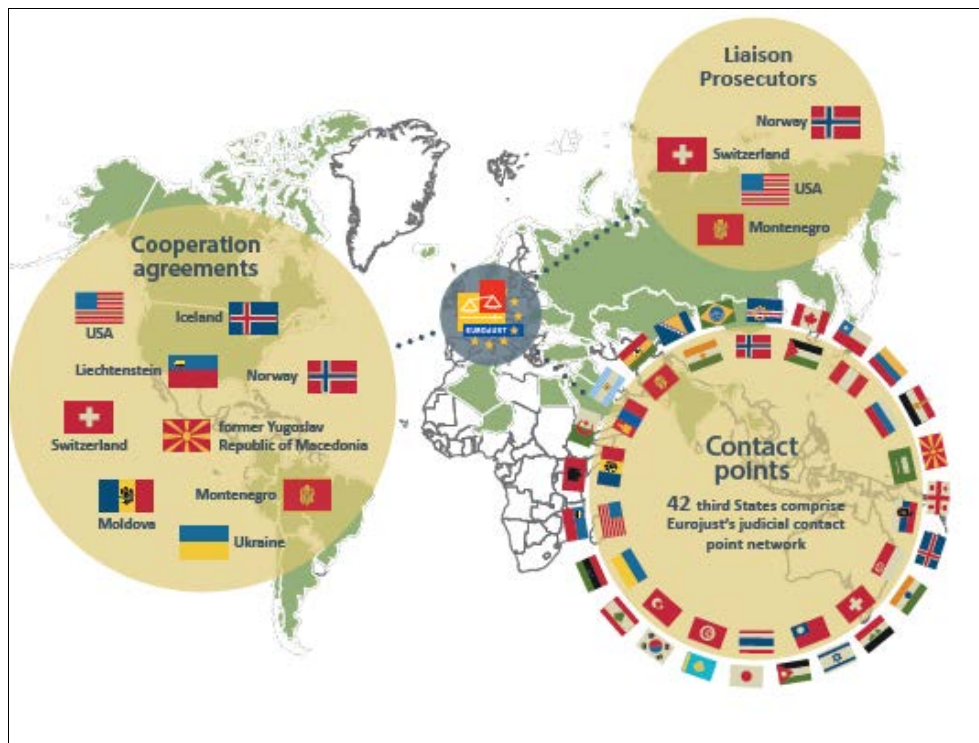 Liaison
Prosecutors
Norway
Switzerland
USA
Montenegro
Cooperation
agreements
USA
Iceland
Liechtenstein
Norway
Switzerland
former Yugoslav
Republic of Macedonia
Montenegro
Moldova
Ukraine
EUROJUST
Contact
points
42 third States comprise
Eurojust's judicial contact
point network